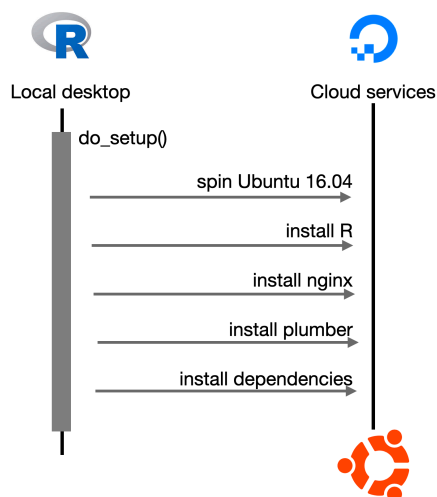 R
Local desktop
Cloud services
do_setup()
spin Ubuntu 16.04
install R
install nginx
install plumber
install dependencies